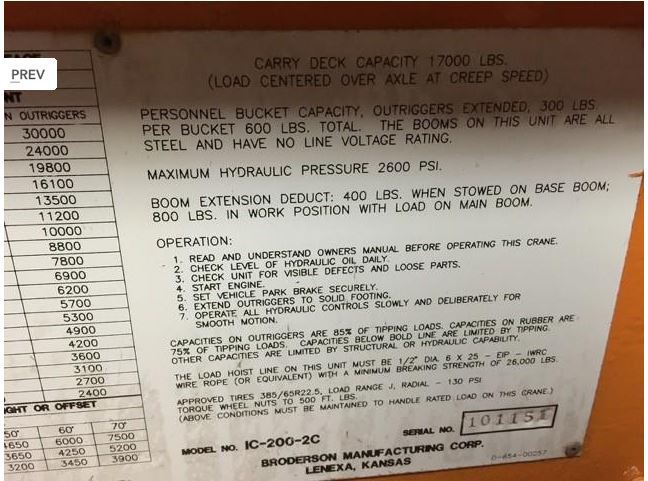 PREV
NT
N OUTRIGGERS
30000
24000
19800
16100
13500
11200
10000
8800
7800
6900
6200
5700
5300
4900
4200
3600
3100
2700
2400
IGHT OR OFFSET
50° 60° 70°
4650 6000 7500
3650 4250 5200
3200 3450 3900
CARRY DECK CAPACITY 17000 LBS.
(LOAD CENTERED OVER AXLE AT CREEP SPEED)
PERSONNEL BUCKET CAPACITY, OUTRIGGERS EXTENDED, 300 LBS.
PER BUCKET 600 LBS. TOTAL. THE BOOMS ON THIS UNIT ARE ALL
STEEL AND HAVE NO LINE VOLTAGE RATING.
MAXIMUM HYDRAULIC PRESSURE 2600 PSI.
BOOM EXTENSION DEDUCT: 400 LBS. WHEN STOWED ON BASE BOOM;
800 LBS. IN WORK POSITION WITH LOAD ON MAIN BOOM.
OPERATION:
1. READ AND UNDERSTAND OWNERS MANUAL BEFORE OPERATING THIS CRANE.
2. CHECK LEVEL OF HYDRAULIC OIL DAILY.
3. CHECK UNIT FOR VISIBLE DEFECTS AND LOOSE PARTS.
4. START ENGINE.
5. SET VEHICLE PARK BRAKE SECURELY.
6. EXTEND OUTRIGGERS TO SOLID FOOTING.
7. OPERATE ALL HYDRAULIC CONTROLS SLOWLY AND DELIBERATELY FOR
SMOOTH MOTION.
CAPACITIES ON OUTRIGGERS ARE 85% OF TIPPING LOADS. CAPACITIES ON RUBBER ARE
75% OF TIPPING LOADS. CAPACITIES BELOW BOLD LINE ARE LIMITED BY TIPPING.
OTHER CAPACITIES ARE LIMITED BY STRUCTURAL OR HYDRAULIC CAPABILITY.
THE LOAD HOIST LINE ON THIS UNIT MUST BE 1/2" DIA. 6 X 25 - EIP - IWRC
WIRE ROPE (OR EQUIVALENT) WITH A MINIMUM BREAKING STRENGTH OF 26,000 LBS.
APPROVED TIRES 385/65R22.5, LOAD RANGE J, RADIAL - 130 PSI
TORQUE WHEEL NUTS TO 500 FT. LBS.
(ABOVE CONDITIONS MUST BE MAINTAINED TO HANDLE RATED LOAD ON THIS CRANE.)
MODEL NO. IC-200-2C SERIAL NO. 101151
BRODERSON MANUFACTURING CORP.
LENEXA, KANSAS
0-854-00057